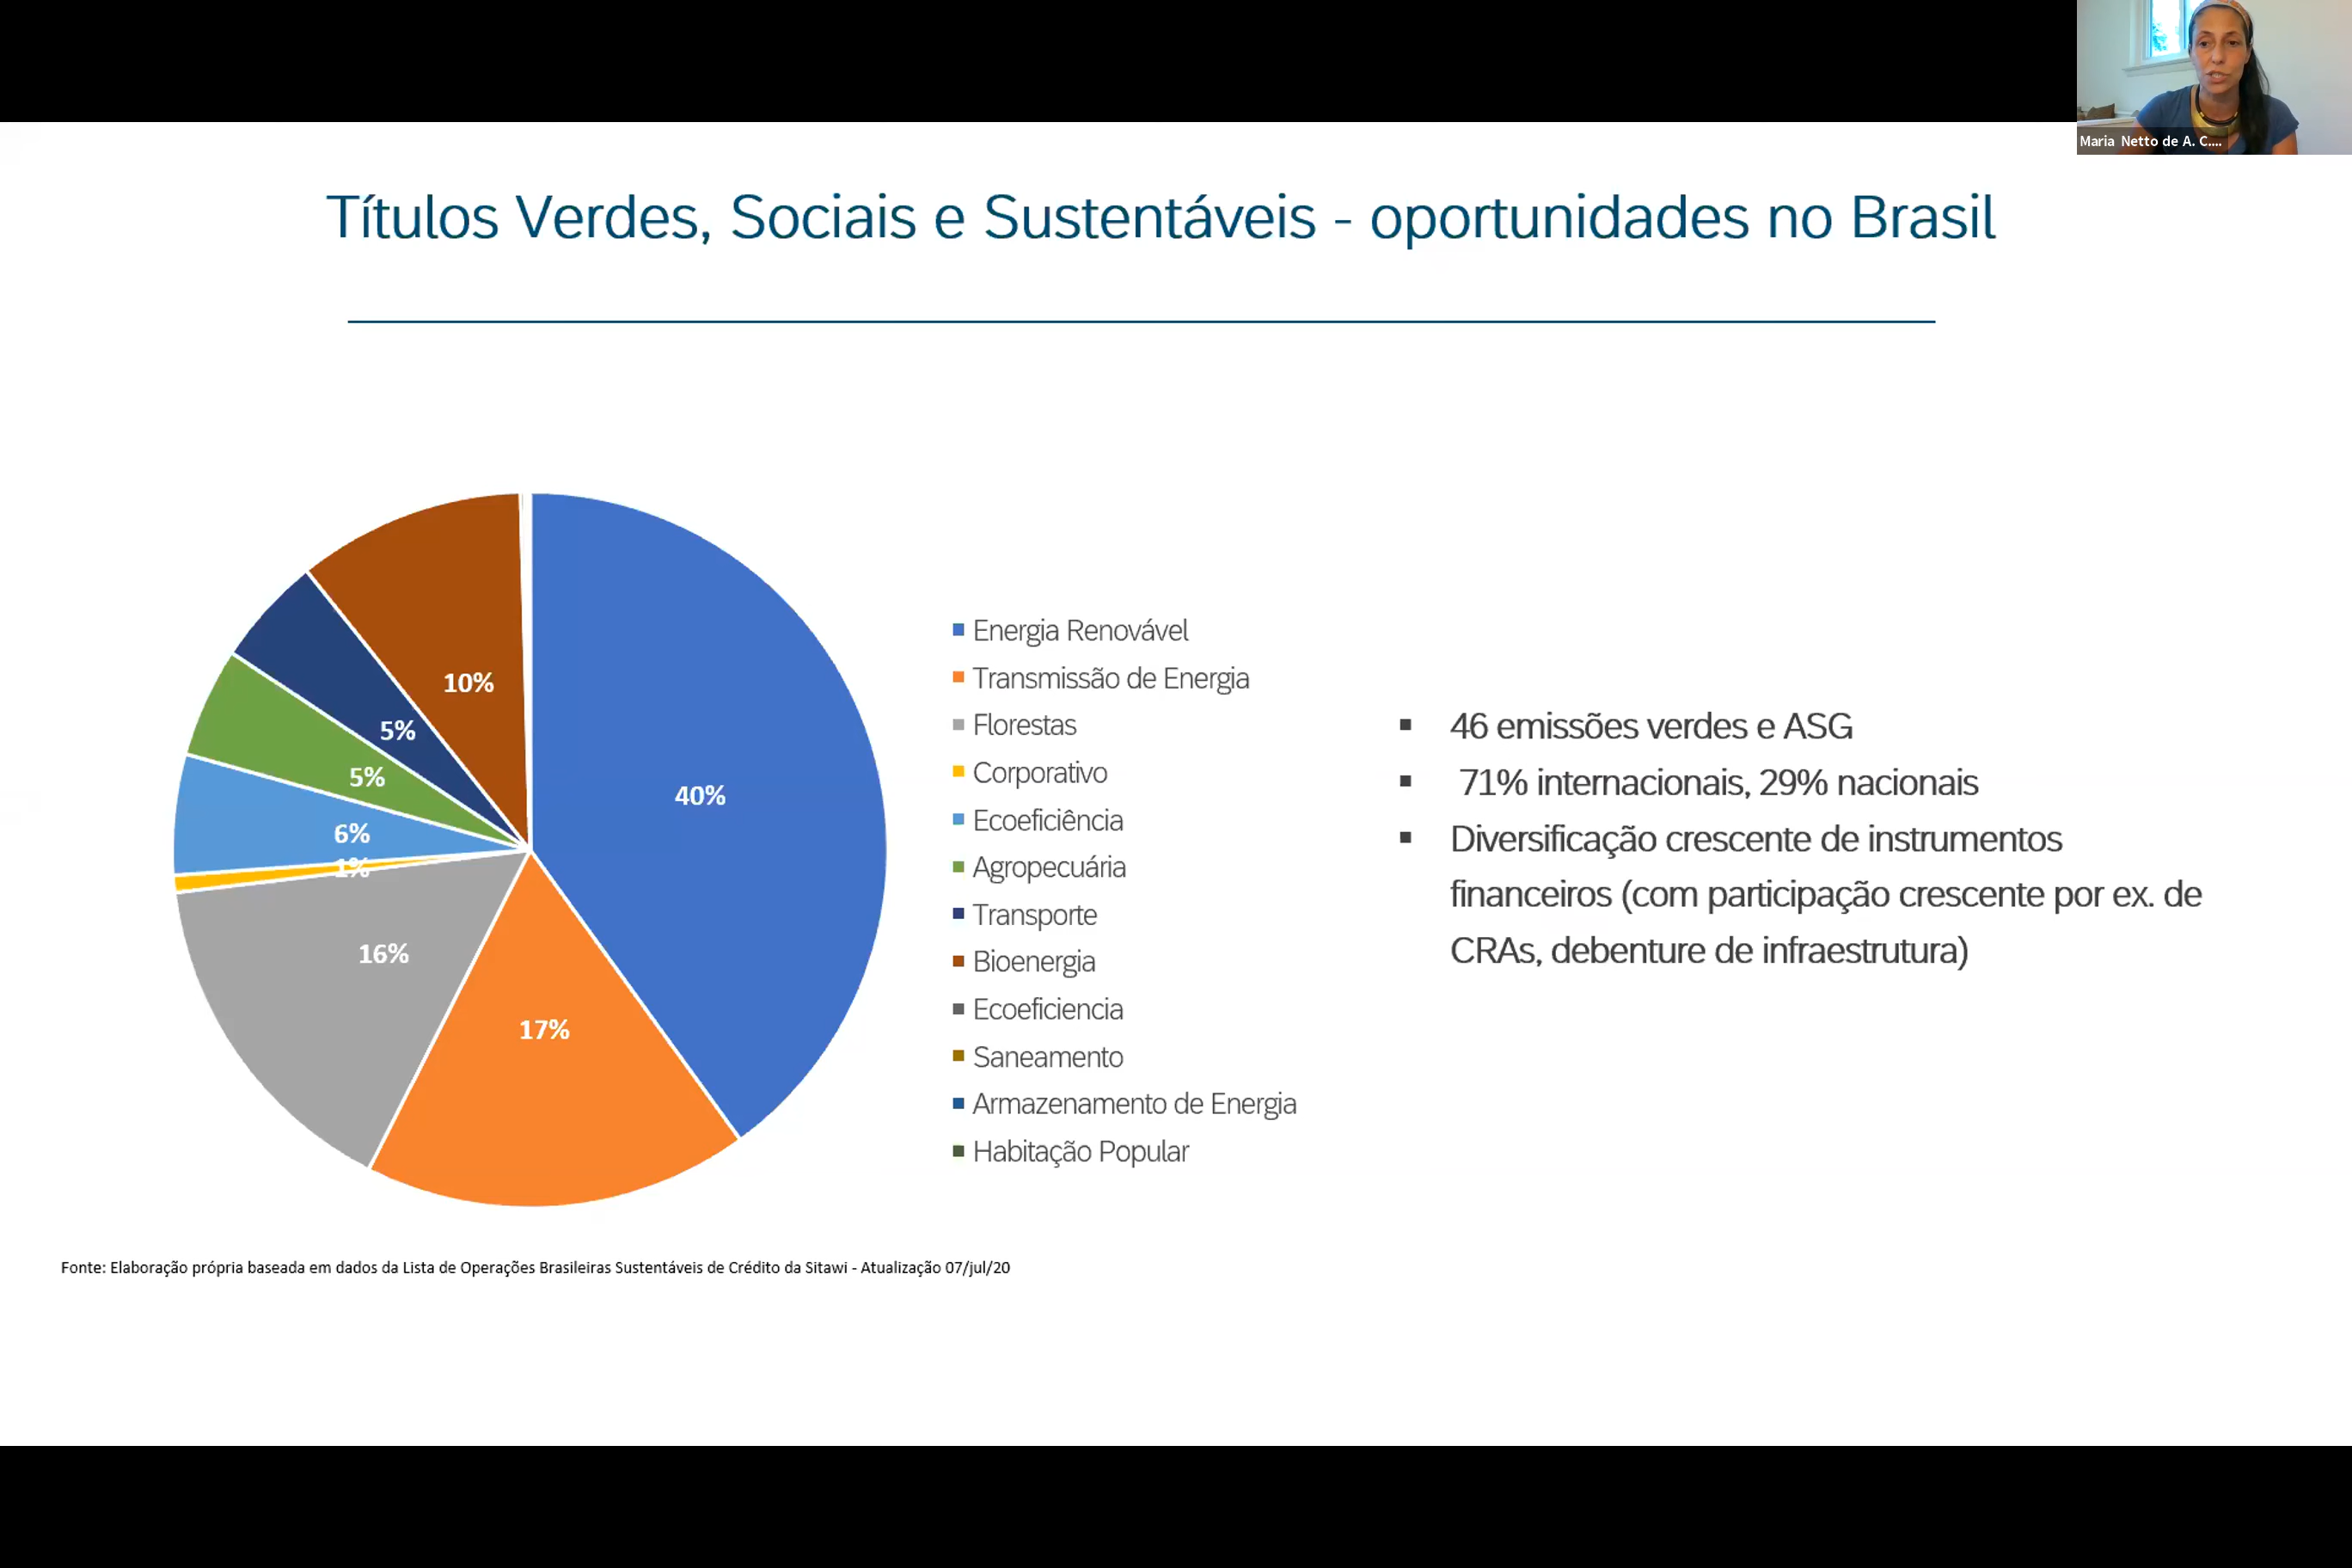 Maria Netto de A. C....
Títulos Verdes, Sociais e Sustentáveis - oportunidades no Brasil
10%
5%
5%
6%
1%
16%
17%
40%
Energia Renovável
Transmissão de Energia
Florestas
Corporativo
Ecoeficiência
Agropecuária
Transporte
Bioenergia
Ecoeficiencia
Saneamento
Armazenamento de Energia
Habitação Popular
▪ 46 emissões verdes e ASG
▪ 71% internacionais, 29% nacionais
▪ Diversificação crescente de instrumentos
financeiros (com participação crescente por ex. de
CRAs, debenture de infraestrutura)
Fonte: Elaboração própria baseada em dados da Lista de Operações Brasileiras Sustentáveis de Crédito da Sitawi - Atualização 07/jul/20